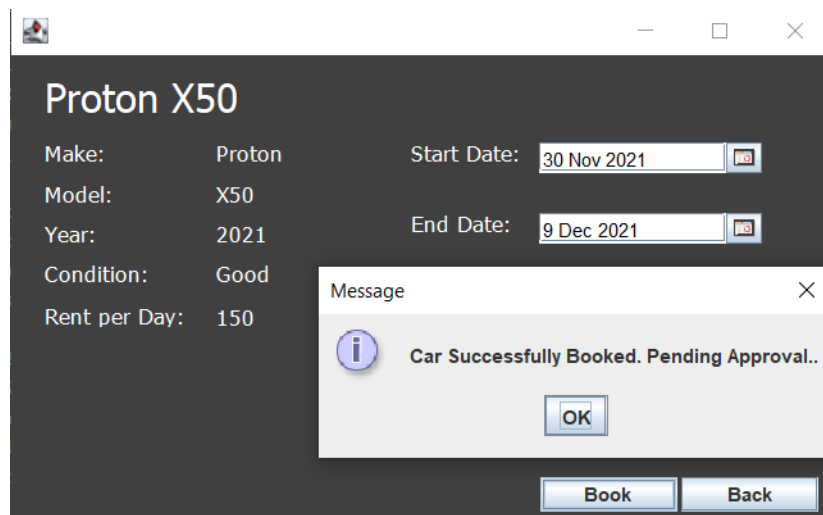 Proton X50
Make: Proton
Model: X50
Year: 2021
Condition: Good
Rent per Day: 150
Start Date: 30 Nov 2021
End Date: 9 Dec 2021
Message
Car Successfully Booked. Pending Approval..
OK
Book Back